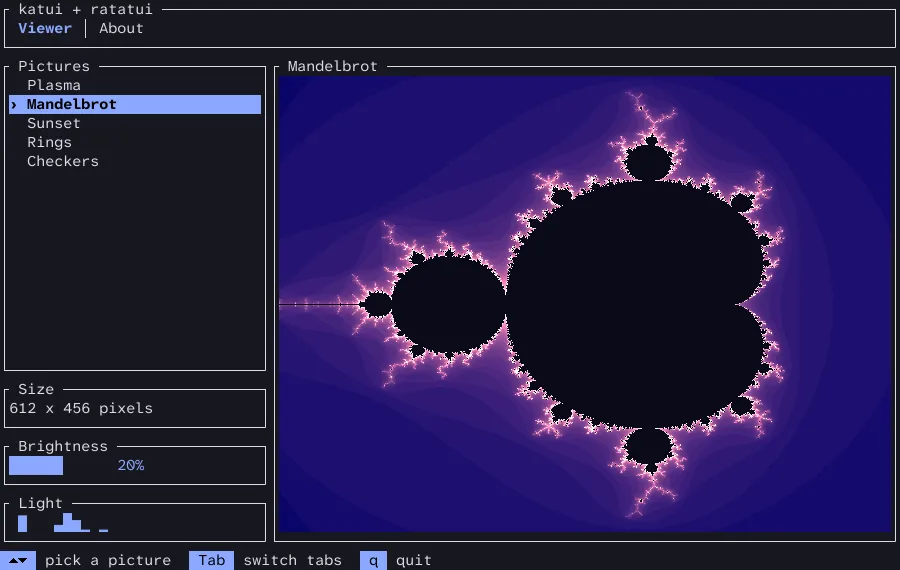 katui + ratatui
Viewer │ About
Pictures
Plasma
› Mandelbrot
Sunset
Rings
Checkers
Size
612 x 456 pixels
Brightness
20%
Light
Mandelbrot
▲▼ pick a picture Tab switch tabs q quit